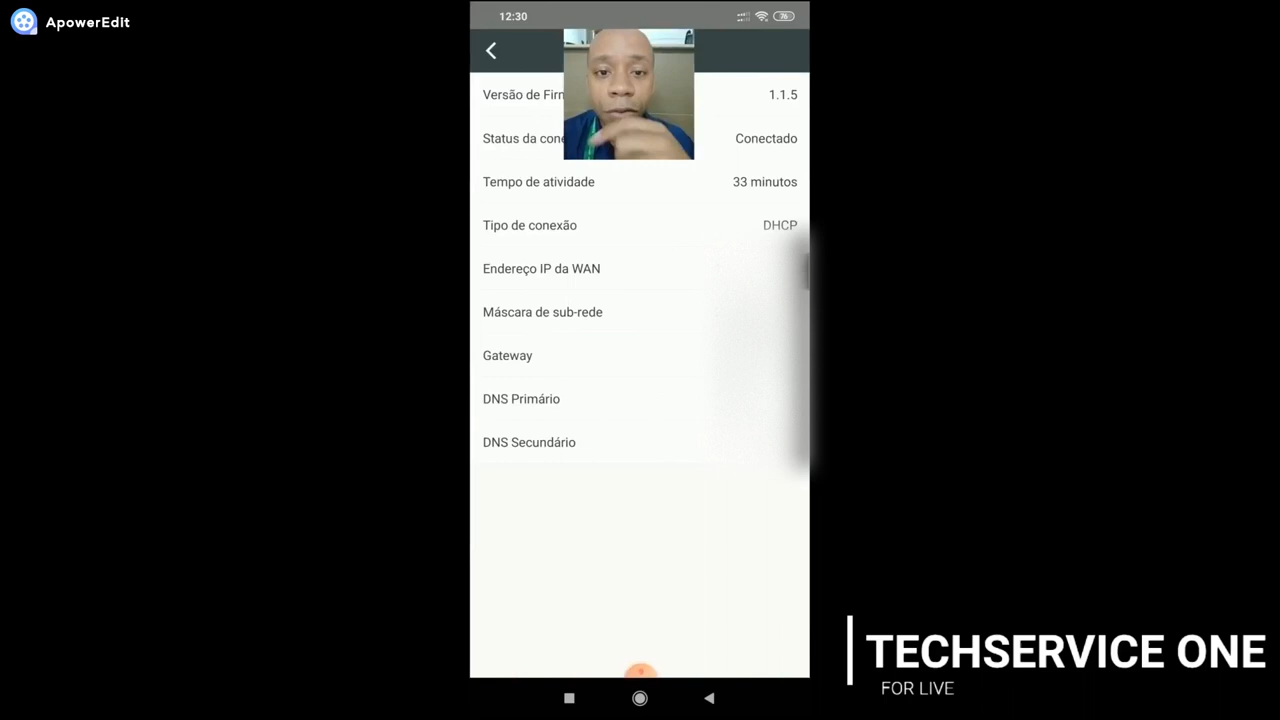 ApowerEdit
12:30
76
Versão de Firm
1.1.5
Status da cone
Conectado
Tempo de atividade
33 minutos
Tipo de conexão
DHCP
Endereço IP da WAN
Máscara de sub-rede
Gateway
DNS Primário
DNS Secundário
TECHSERVICE ONE
FOR LIVE